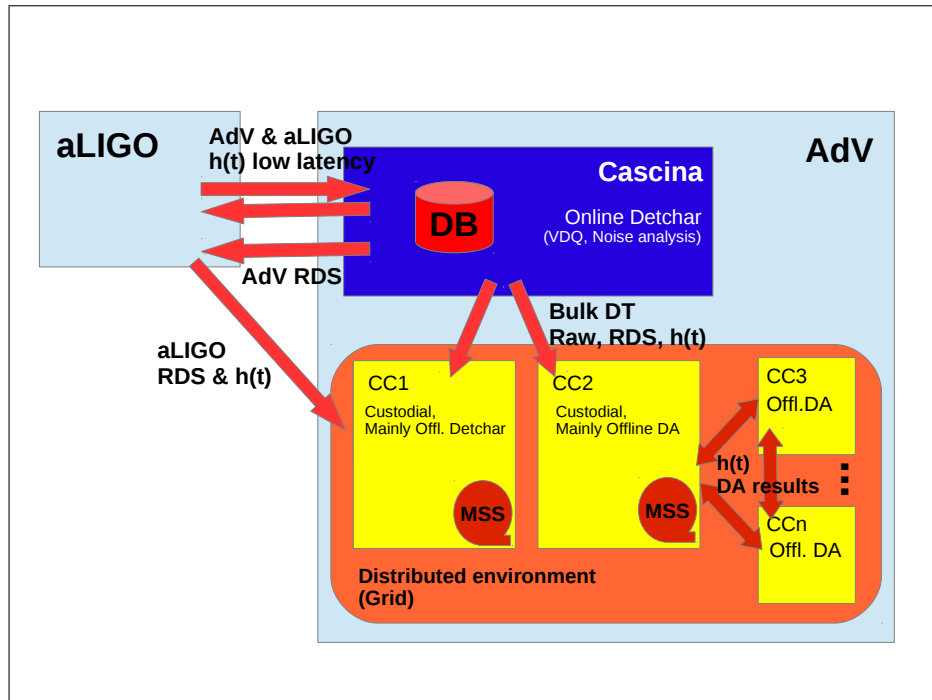 aLIGO
AdV & aLIGO
h(t) low latency
AdV
Cascina
DB
Online Detchar
(VDQ, Noise analysis)
AdV RDS
Bulk DT
Raw, RDS, h(t)
aLIGO
RDS & h(t)
CC1
Custodial,
Mainly Offl. Detchar
MSS
CC2
Custodial,
Mainly Offline DA
MSS
CC3
Offl.DA
h(t)
DA results
CCn
Offl. DA
Distributed environment
(Grid)